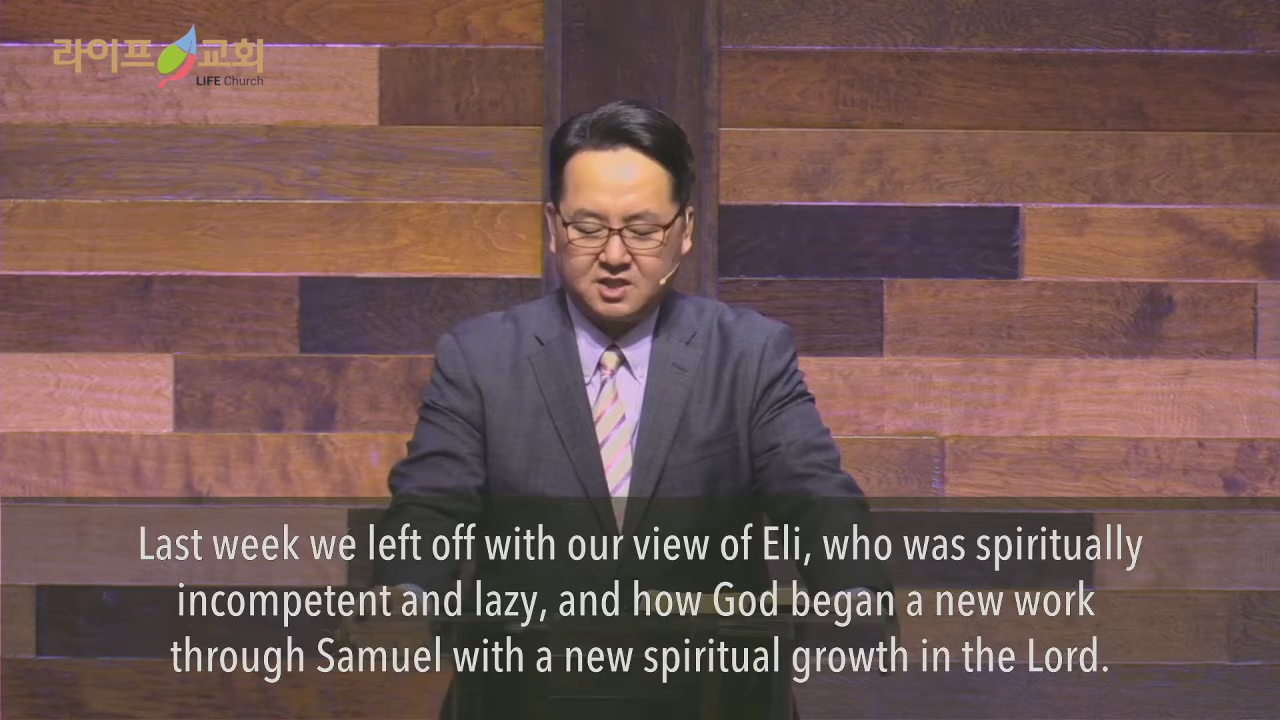 라이프 교회
LIFE Church
Last week we left off with our view of Eli, who was spiritually
incompetent and lazy, and how God began a new work
through Samuel with a new spiritual growth in the Lord.